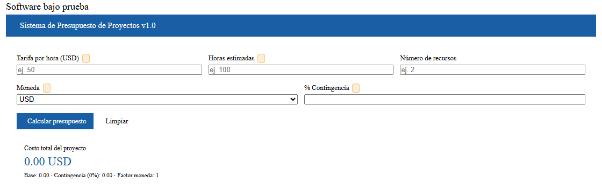 Software bajo prueba
Sistema de Presupuesto de Proyectos v1.0
Tarifa por hora (USD) Horas estimadas Número de recursos
ej. 50 ej. 100 ej. 2
Moneda % Contingencia
USD
Calcular presupuesto Limpiar
Costo total del proyecto
0.00 USD
Base: 0.00 · Contingencia (0%): 0.00 · Factor moneda: 1